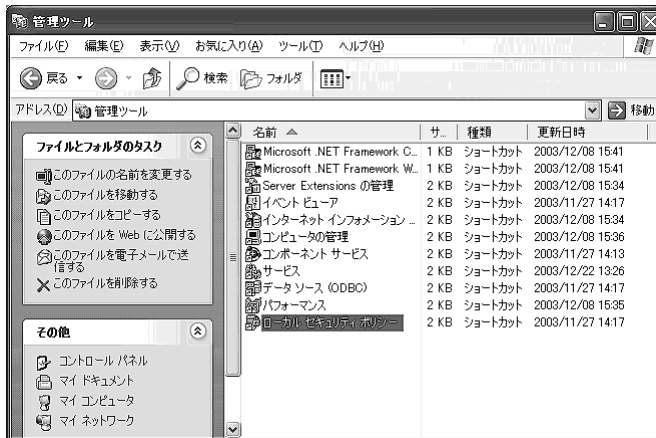 管理ツール
ファイル(F) 編集(E) 表示(V) お気に入り(A) ツール(T) ヘルプ(H)
戻る 検索 フォルダ
アドレス(D) 管理ツール 移動
ファイルとフォルダのタスク
このファイルの名前を変更する
このファイルを移動する
このファイルをコピーする
このファイルを Web に公開する
このファイルを電子メールで送信する
このファイルを削除する
その他
コントロール パネル
マイ ドキュメント
マイ コンピュータ
マイ ネットワーク
名前 サ... 種類 更新日時
Microsoft .NET Framework C... 1 KB ショートカット 2003/12/08 15:41
Microsoft .NET Framework W... 1 KB ショートカット 2003/12/08 15:41
Server Extensions の管理 2 KB ショートカット 2003/12/08 15:34
イベント ビューア 2 KB ショートカット 2003/11/27 14:17
インターネット インフォメーション ... 2 KB ショートカット 2003/12/08 15:34
コンピュータの管理 2 KB ショートカット 2003/12/08 15:36
コンポーネント サービス 2 KB ショートカット 2003/11/27 14:13
サービス 2 KB ショートカット 2003/12/22 13:26
データ ソース (ODBC) 2 KB ショートカット 2003/11/27 14:17
パフォーマンス 2 KB ショートカット 2003/12/08 15:35
ローカル セキュリティ ポリシー 2 KB ショートカット 2003/11/27 14:17